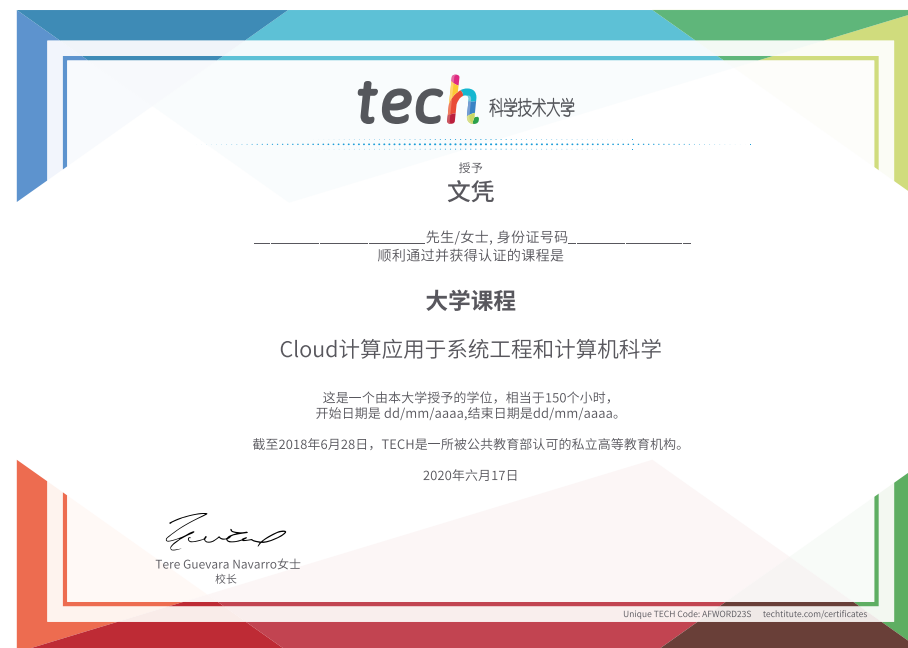 tech 科学技术大学
授予
文凭
________________________先生/女士, 身份证号码_________________
顺利通过并获得认证的课程是
大学课程
Cloud计算应用于系统工程和计算机科学
这是一个由本大学授予的学位，相当于150个小时，
开始日期是 dd/mm/aaaa,结束日期是dd/mm/aaaa。
截至2018年6月28日，TECH是一所被公共教育部认可的私立高等教育机构。
2020年六月17日
Tere Guevara Navarro女士
校长
Unique TECH Code: AFWORD23S techtitute.com/certificates